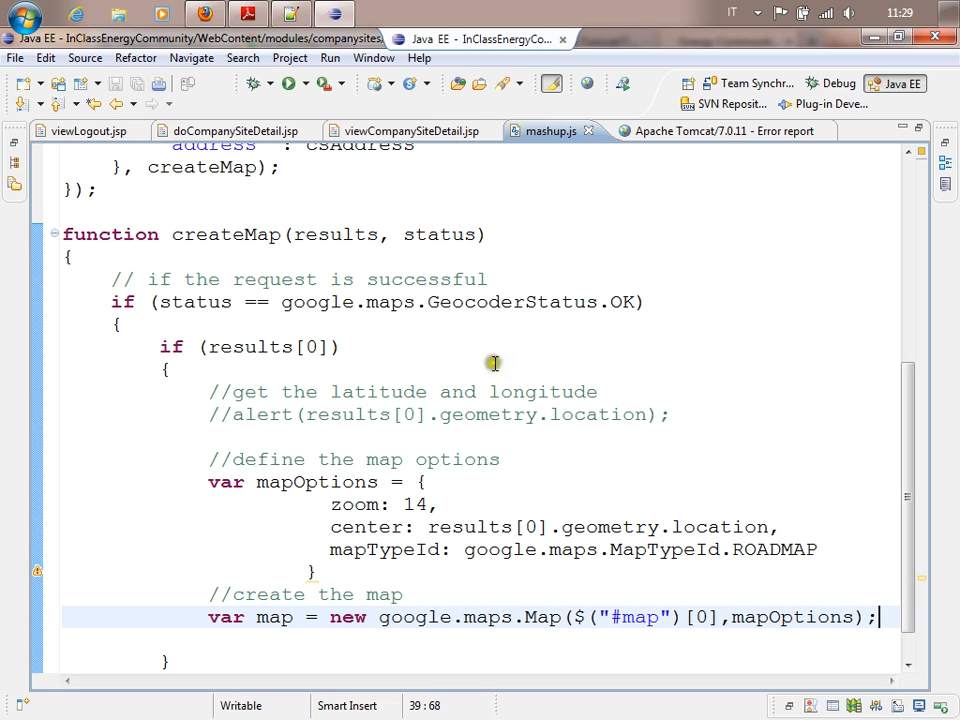 IT
11:29
Java EE - InClassEnergyCommunity/WebContent/modules/companysites.
Java EE - InClassEnergyCo...
File Edit Source Refactor Navigate Search Project Run Window Help
Team Synchr...
Debug
Java EE
SVN Reposit...
Plug-in Deve...
viewLogout.jsp
doCompanySiteDetail.jsp
viewCompanySiteDetail.jsp
mashup.js
Apache Tomcat/7.0.11 - Error report
"address" : csAddress
}, createMap);
});
function createMap(results, status)
{
// if the request is successful
if (status == google.maps.GeocoderStatus.OK)
{
if (results[0])
{
//get the latitude and longitude
//alert(results[0].geometry.location);
//define the map options
var mapOptions = {
zoom: 14,
center: results[0].geometry.location,
mapTypeId: google.maps.MapTypeId.ROADMAP
}
//create the map
var map = new google.maps.Map($("#map")[0],mapOptions);
}
Writable
Smart Insert
39 : 68